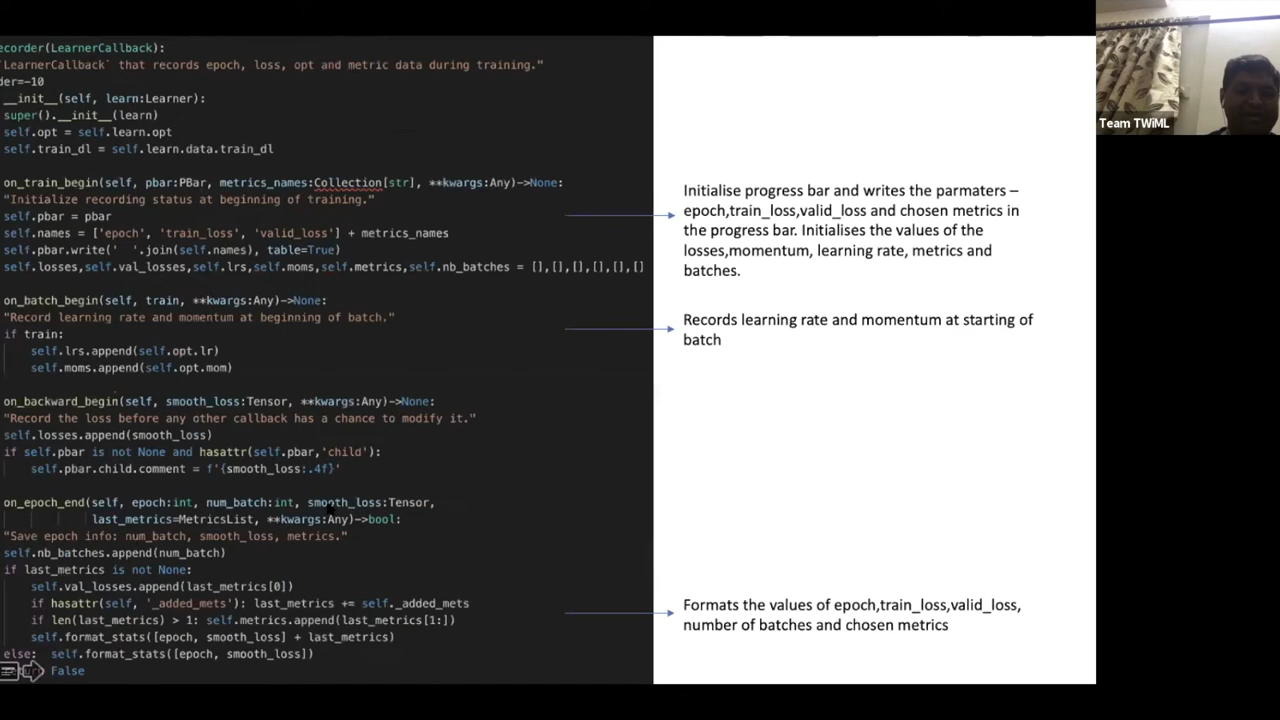 ecorder(LearnerCallback):
`LearnerCallback` that records epoch, loss, opt and metric data during training."
der=-10
__init__(self, learn:Learner):
super().__init__(learn)
self.opt = self.learn.opt
self.train_dl = self.learn.data.train_dl
on_train_begin(self, pbar:PBar, metrics_names:Collection[str], **kwargs:Any)->None:
"Initialize recording status at beginning of training."
self.pbar = pbar
self.names = ['epoch', 'train_loss', 'valid_loss'] + metrics_names
self.pbar.write('  '.join(self.names), table=True)
self.losses,self.val_losses,self.lrs,self.moms,self.metrics,self.nb_batches = [],[],[],[],[],[]
on_batch_begin(self, train, **kwargs:Any)->None:
"Record learning rate and momentum at beginning of batch."
if train:
self.lrs.append(self.opt.lr)
self.moms.append(self.opt.mom)
on_backward_begin(self, smooth_loss:Tensor, **kwargs:Any)->None:
"Record the loss before any other callback has a chance to modify it."
self.losses.append(smooth_loss)
if self.pbar is not None and hasattr(self.pbar,'child'):
self.pbar.child.comment = f'{smooth_loss:.4f}'
on_epoch_end(self, epoch:int, num_batch:int, smooth_loss:Tensor,
last_metrics=MetricsList, **kwargs:Any)->bool:
"Save epoch info: num_batch, smooth_loss, metrics."
self.nb_batches.append(num_batch)
if last_metrics is not None:
self.val_losses.append(last_metrics[0])
if hasattr(self, '_added_mets'): last_metrics += self._added_mets
if len(last_metrics) > 1: self.metrics.append(last_metrics[1:])
self.format_stats([epoch, smooth_loss] + last_metrics)
else: self.format_stats([epoch, smooth_loss])
False
Initialise progress bar and writes the parmaters –
epoch,train_loss,valid_loss and chosen metrics in
the progress bar. Initialises the values of the
losses,momentum, learning rate, metrics and
batches.
Records learning rate and momentum at starting of
batch
Formats the values of epoch,train_loss,valid_loss,
number of batches and chosen metrics
Team TWiML